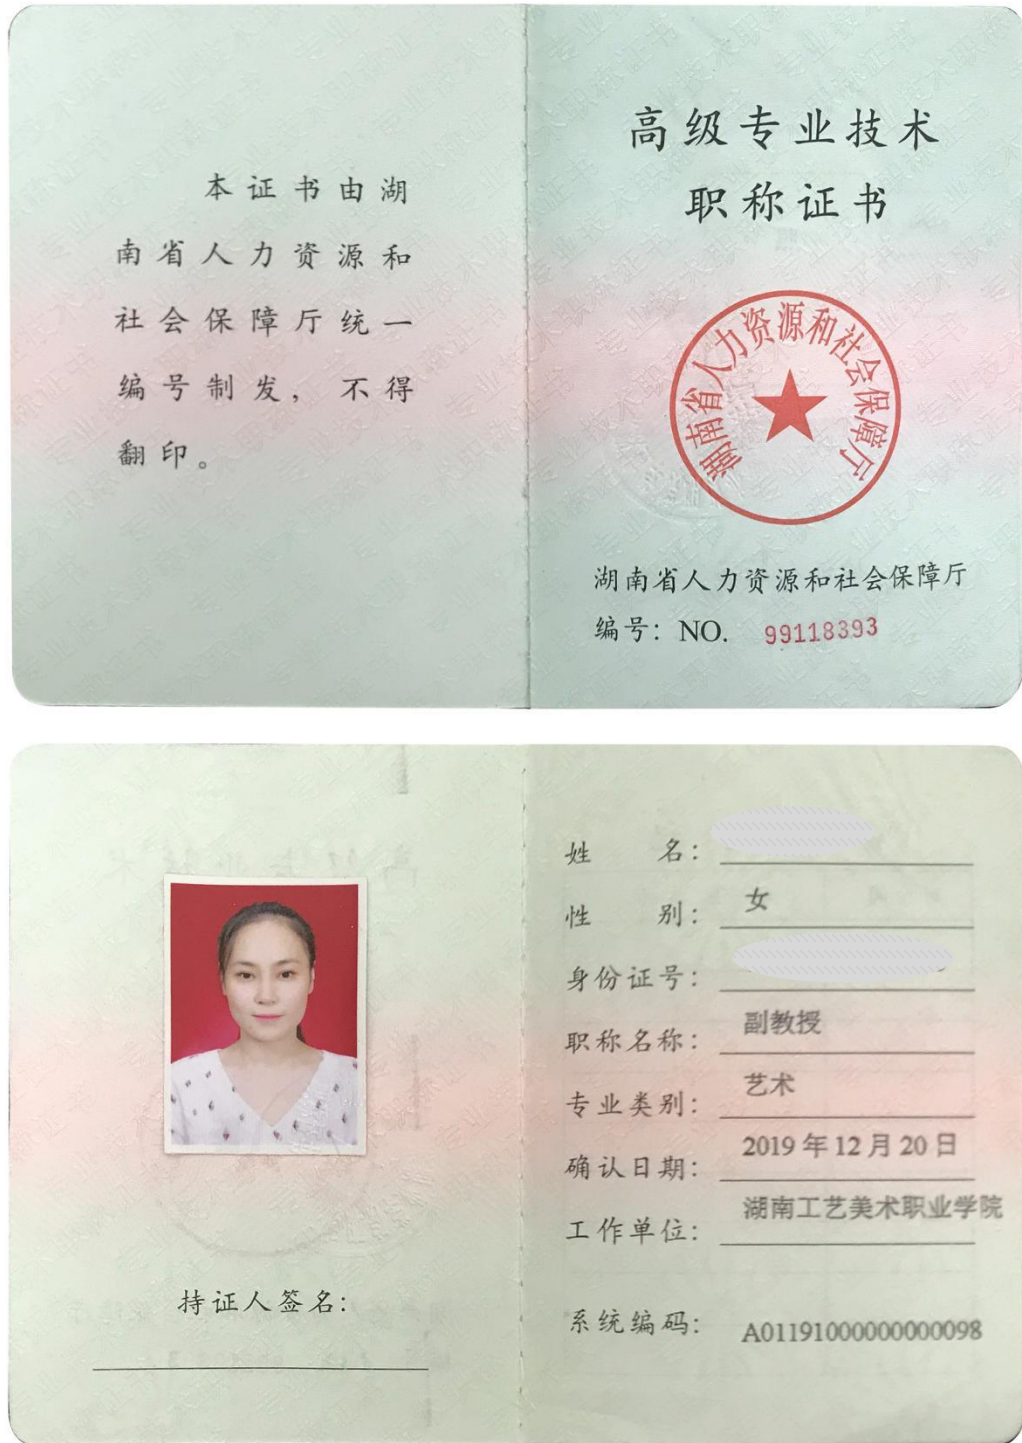 本证书由湖
南省人力资源和
社会保障厅统一
编号制发，不得
翻印。
高级专业技术
职称证书
湖南省人力资源和社会保障厅
湖南省人力资源和社会保障厅
编号：NO. 99118393
持证人签名：
姓名：
性别：女
身份证号：
职称名称：副教授
专业类别：艺术
确认日期：2019年12月20日
工作单位：湖南工艺美术职业学院
系统编码：A01191000000000098